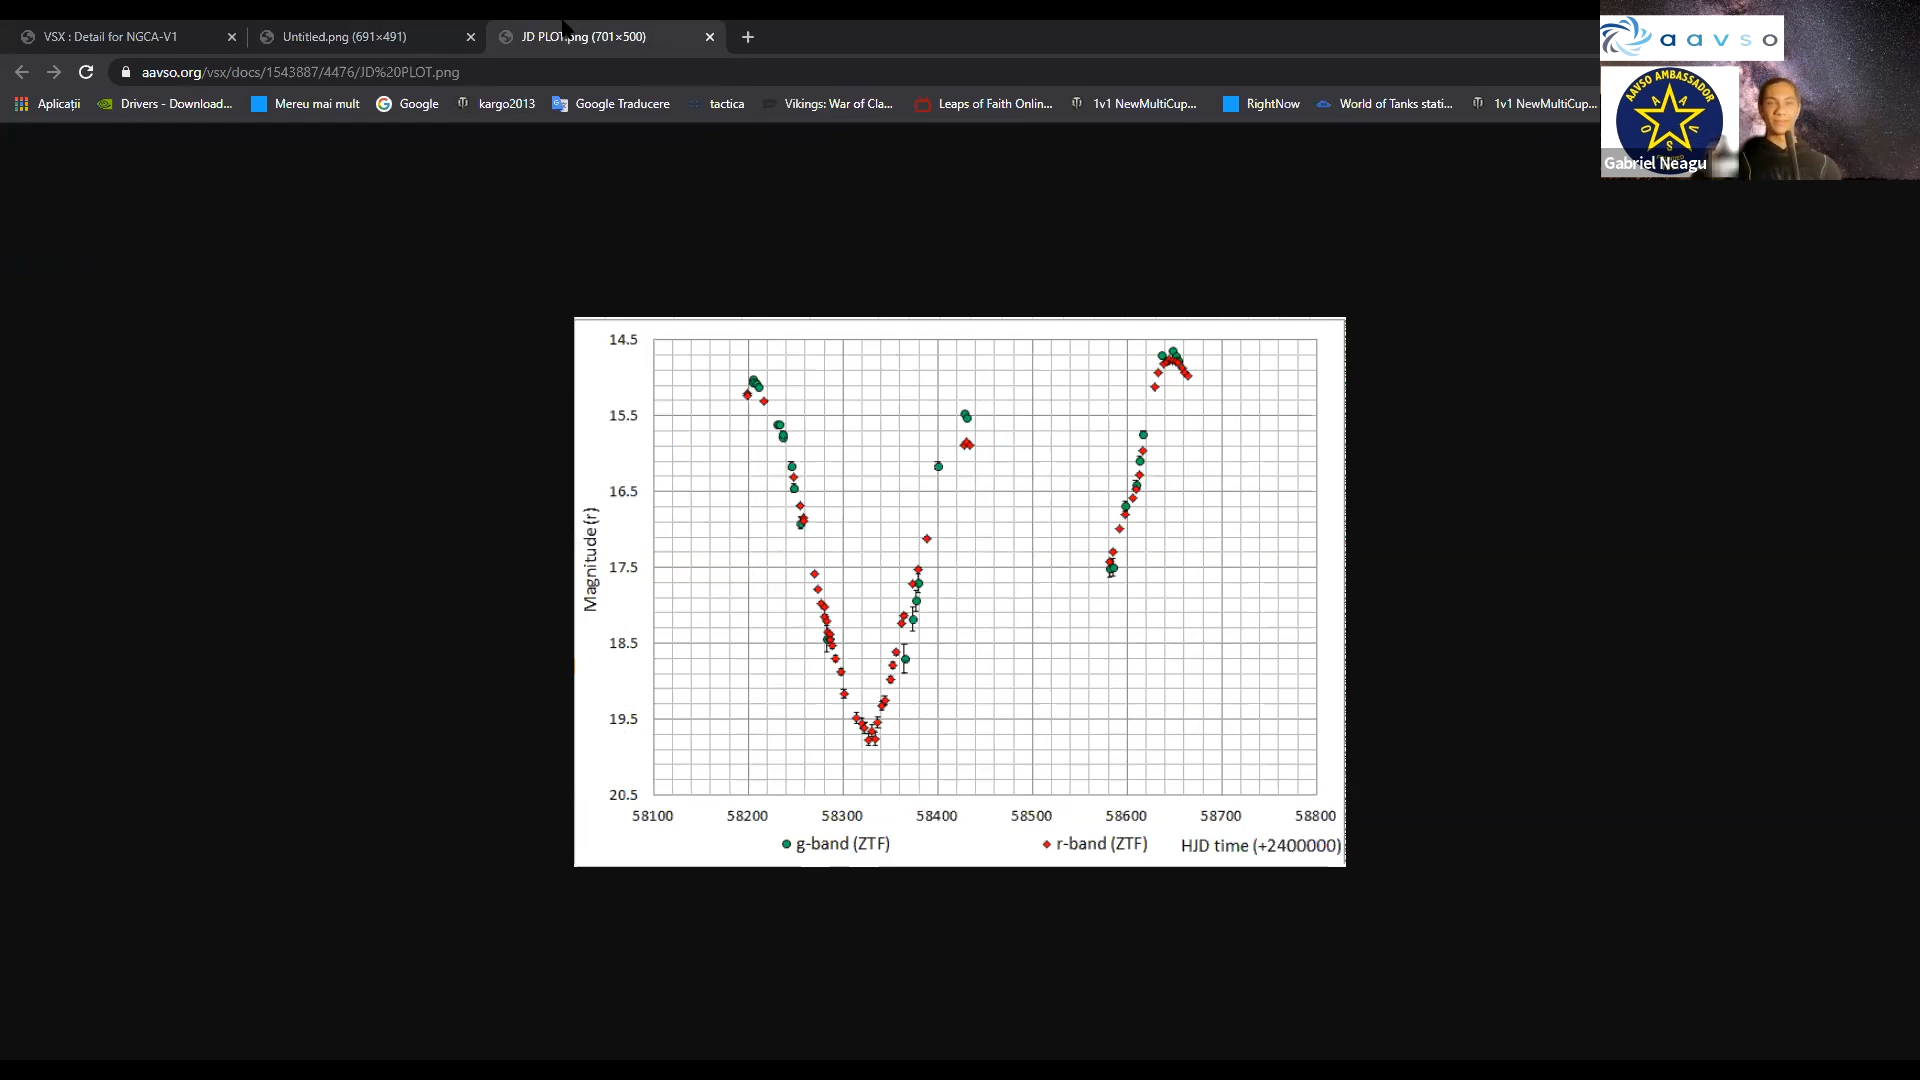 VSX : Detail for NGCA-V1
Untitled.png (691×491)
JD PLOT.png (701×500)
aavso.org/vsx/docs/1543887/4476/JD%20PLOT.png
Aplicații
Drivers - Download...
Mereu mai mult
Google
kargo2013
Google Traducere
tactica
Vikings: War of Cla...
Leaps of Faith Onlin...
1v1 NewMultiCup...
RightNow
World of Tanks stati...
1v1 NewMultiCup...
aavso
AAVSO AMBASSADOR
A A V S O
Gabriel Neagu
14.5
15.5
16.5
17.5
18.5
19.5
20.5
Magnitude (r)
58100 58200 58300 58400 58500 58600 58700 58800
g-band (ZTF) r-band (ZTF) HJD time (+2400000)